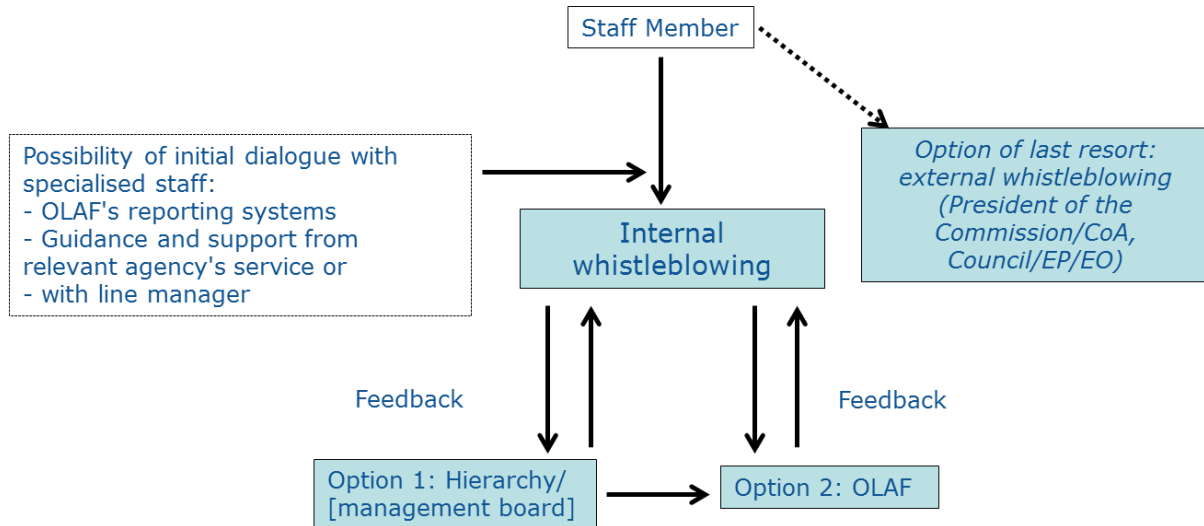 Staff Member
Possibility of initial dialogue with
specialised staff:
- OLAF's reporting systems
- Guidance and support from
relevant agency's service or
- with line manager
Option of last resort:
external whistleblowing
(President of the
Commission/CoA,
Council/EP/EO)
Internal
whistleblowing
Feedback
Feedback
Option 1: Hierarchy/
[management board]
Option 2: OLAF